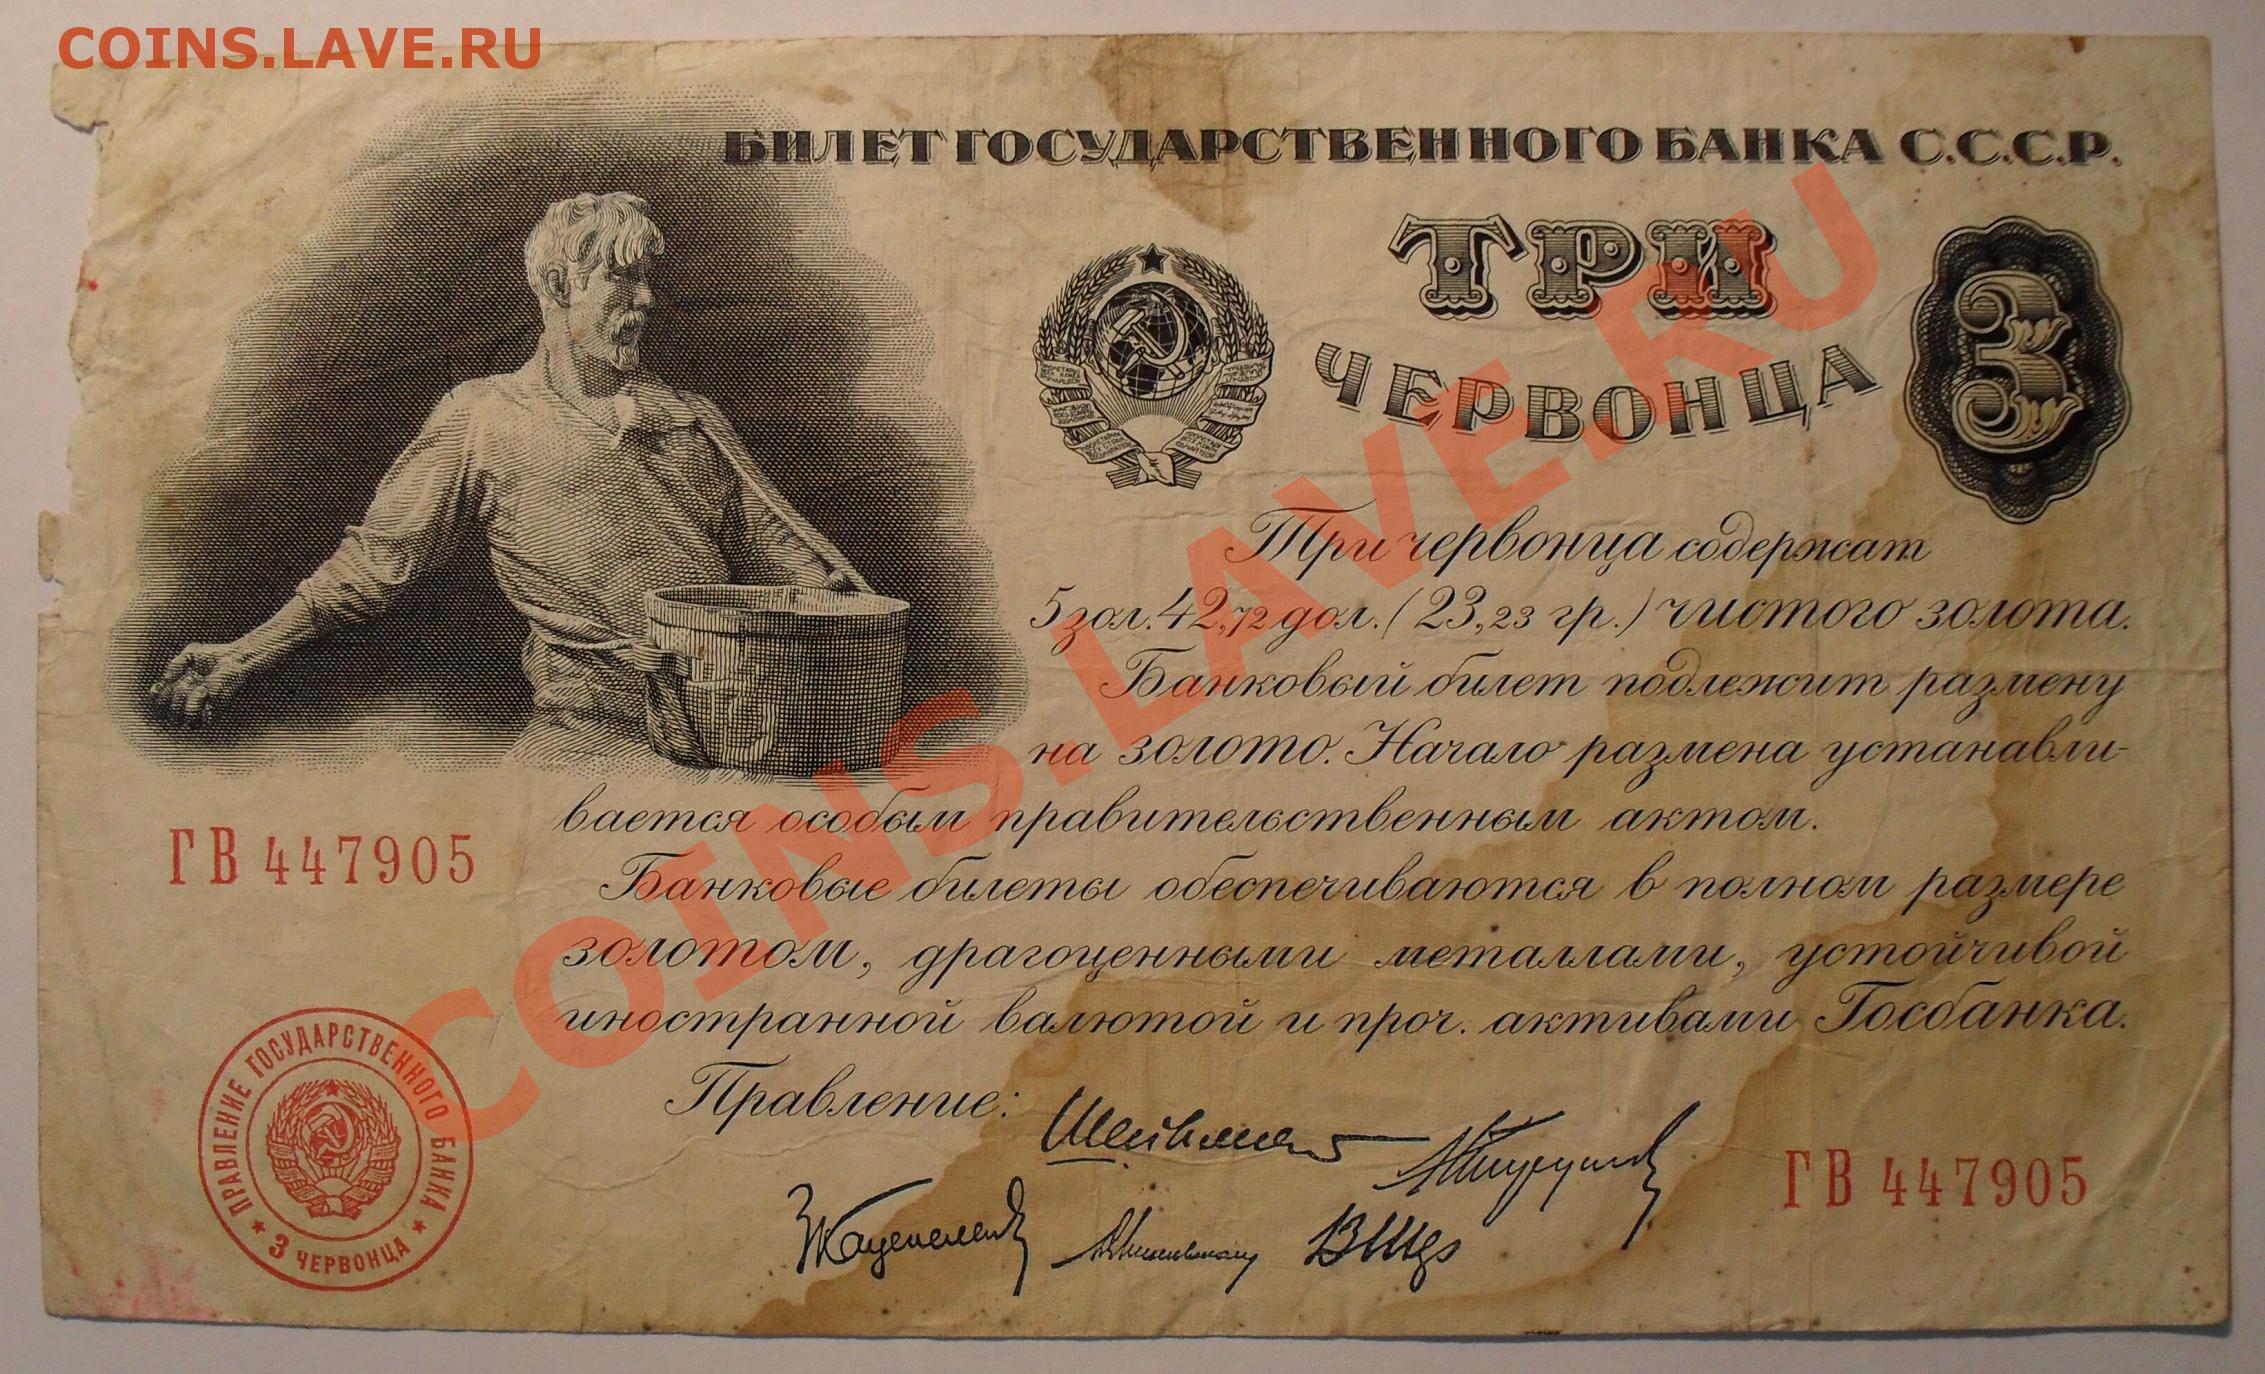 COINS.LAVE.RU
БИЛЕТ ГОСУДАРСТВЕННОГО БАНКА С.С.С.Р.
ТРИ
ЧЕРВОНЦА
3
Три червонца содержат
5 зол. 42,72 дол. (23,23 гр.) чистого золота.
Банковый билет подлежит размену
на золото. Начало размена устанавли-
вается особым правительственным актом.
Банковые билеты обеспечиваются в полном размере
золотом, драгоценными металлами, устойчивой
иностранной валютой и проч. активами Госбанка.
Правление:
ГВ 447905
ПРАВЛЕНИЕ ГОСУДАРСТВЕННОГО БАНКА
3 ЧЕРВОНЦА
ГВ 447905
COINS.LAVE.RU